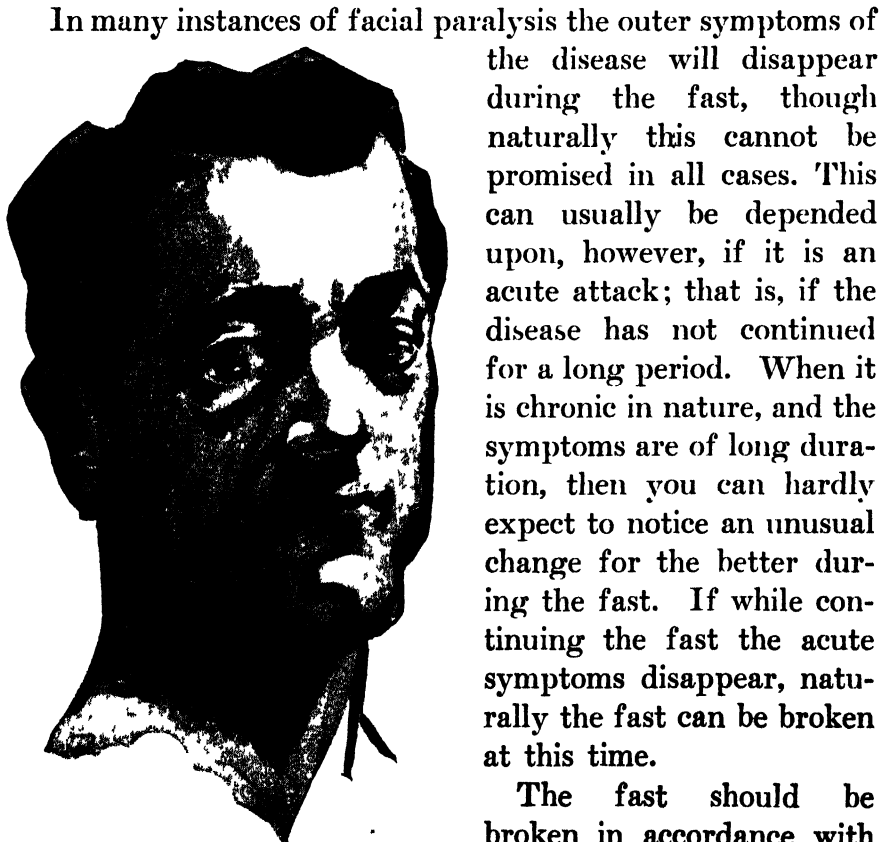 In many instances of facial paralysis the outer symptoms of
the disease will disappear
during the fast, though
naturally this cannot be
promised in all cases. This
can usually be depended
upon, however, if it is an
acute attack; that is, if the
disease has not continued
for a long period. When it
is chronic in nature, and the
symptoms are of long dura-
tion, then you can hardly
expect to notice an unusual
change for the better dur-
ing the fast. If while con-
tinuing the fast the acute
symptoms disappear, natu-
rally the fast can be broken
at this time.
The fast should be
broken in accordance with